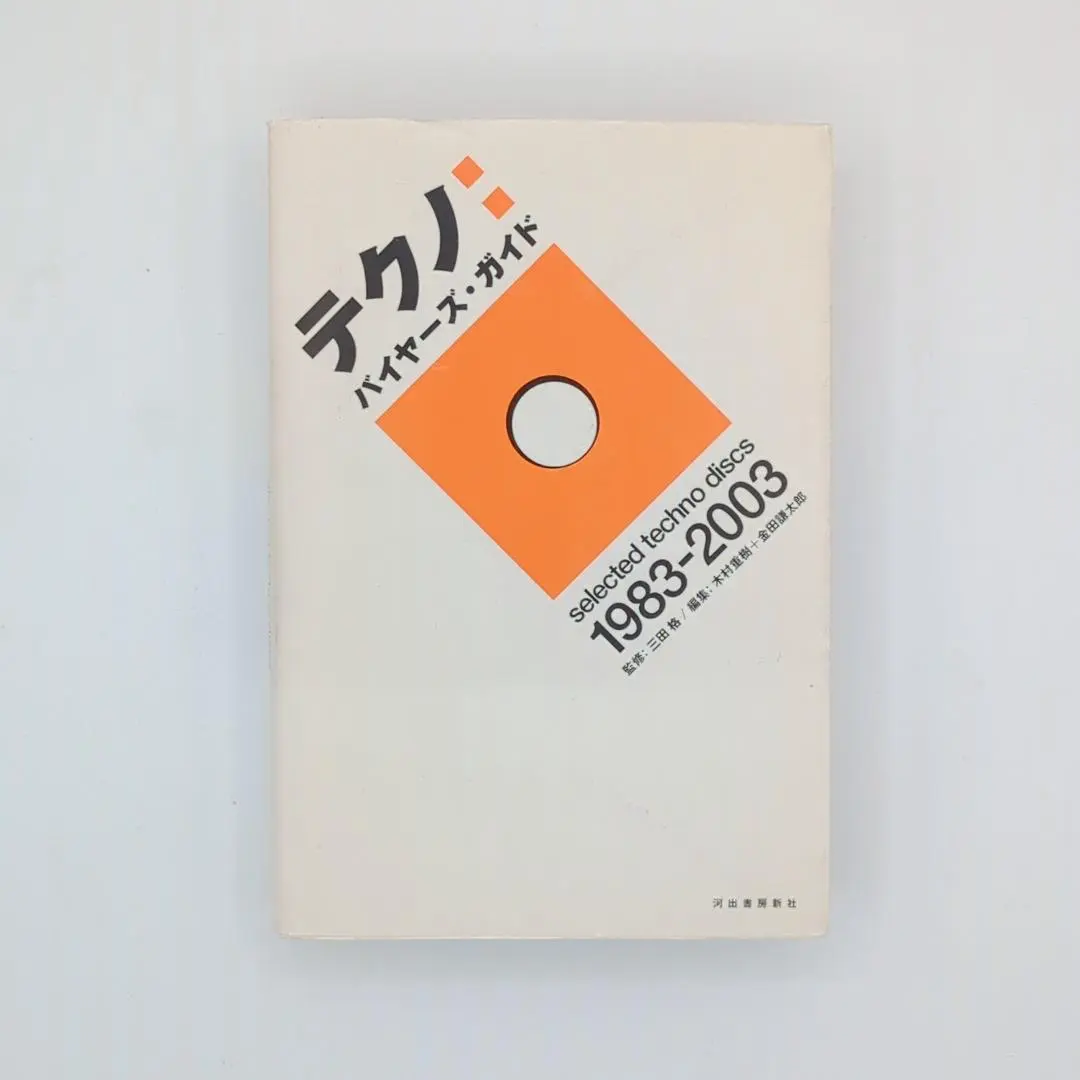 テクノ:
バイヤーズ・ガイド
selected techno discs
1983-2003
監修: 三田 格 / 編集: 木村重樹+金田謙太郎
河出書房新社